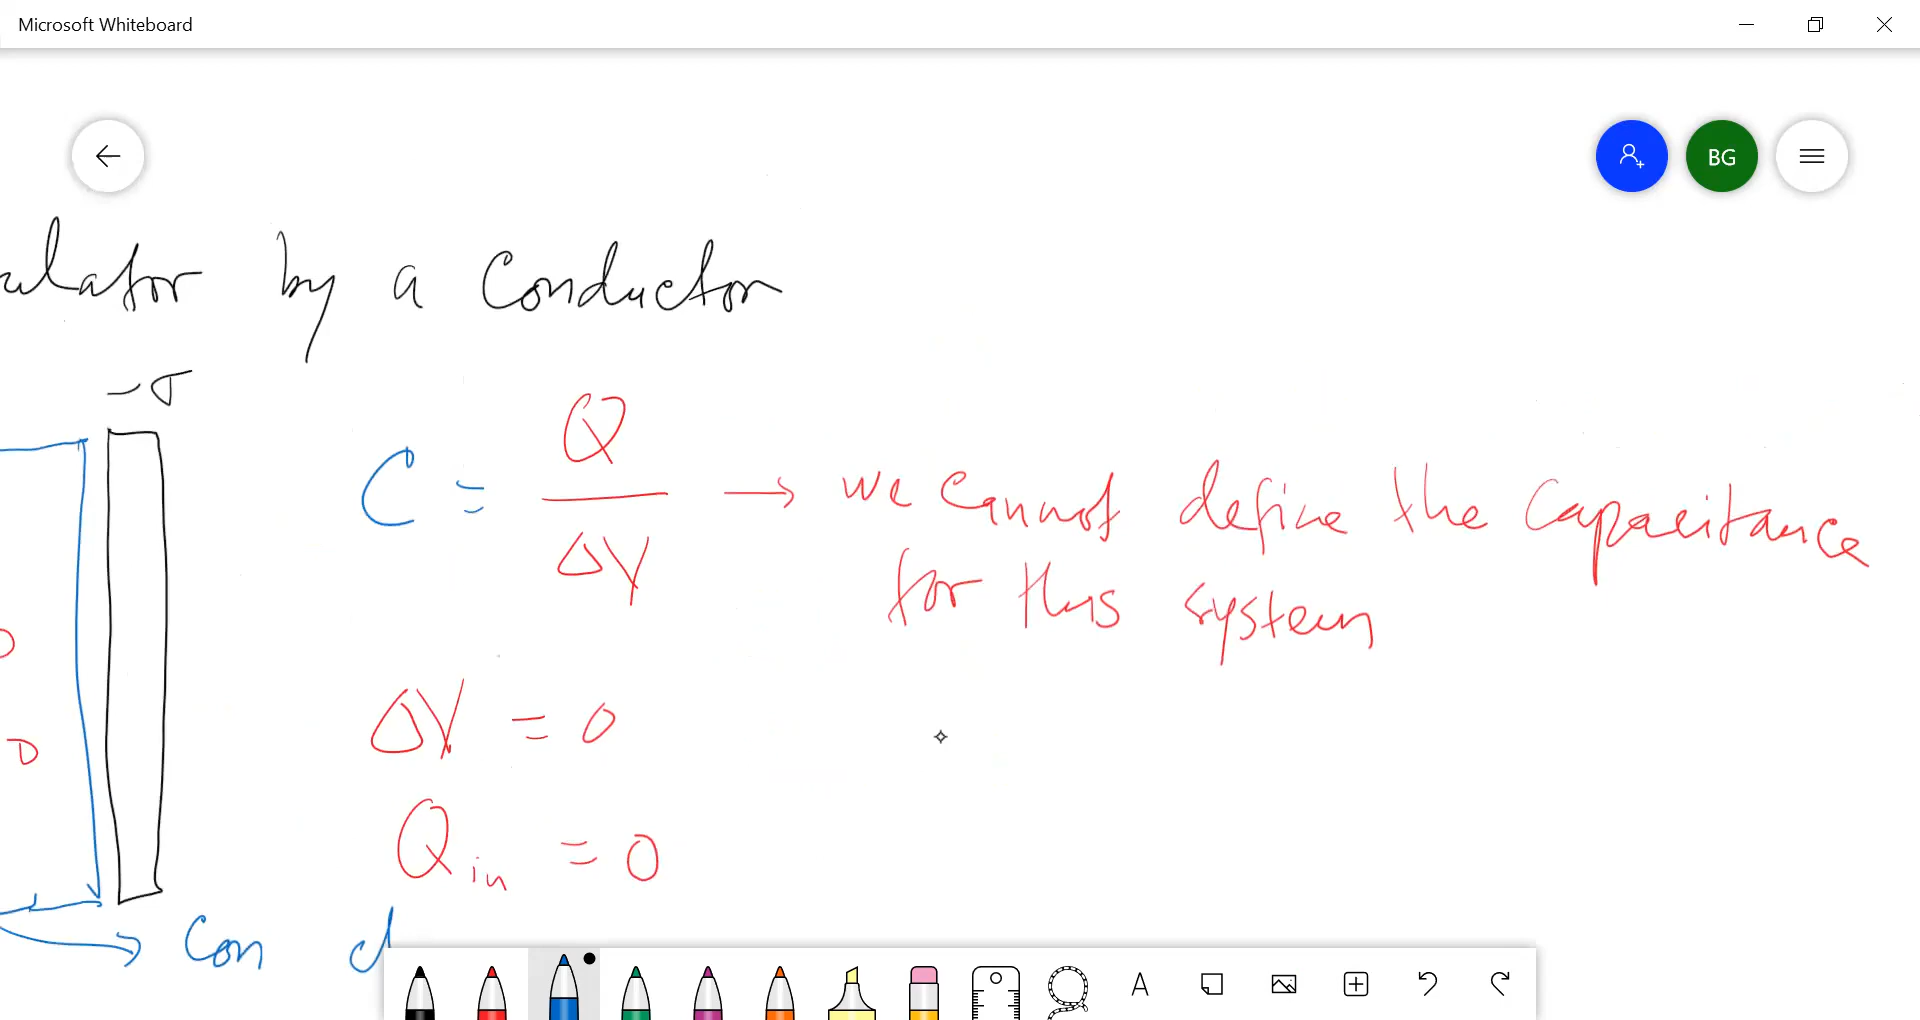 Microsoft Whiteboard
BG
ulator by a Conductor
-σ
C = Q/ΔV → we cannot define the capacitance
for this system
ΔV = 0
Q in = 0
→ Con d
A